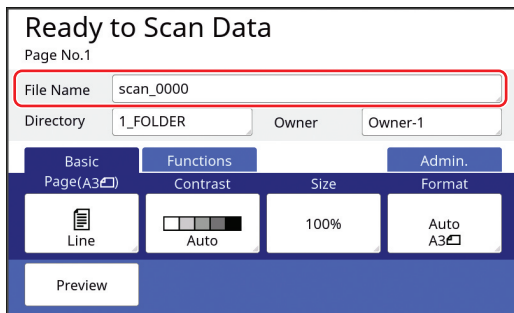 Ready to Scan Data
Page No.1
File Name scan_0000
Directory 1_FOLDER Owner Owner-1
Basic Functions Admin.
Page(A3) Contrast Size Format
Line Auto 100% Auto
A3
Preview